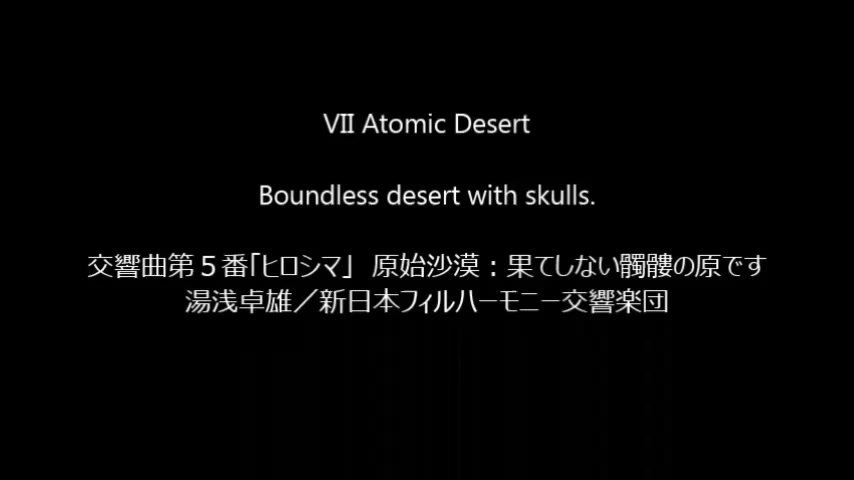 VII Atomic Desert
Boundless desert with skulls.
交響曲第５番「ヒロシマ」 原始沙漠：果てしない髑髏の原です
湯浅卓雄／新日本フィルハーモニー交響楽団